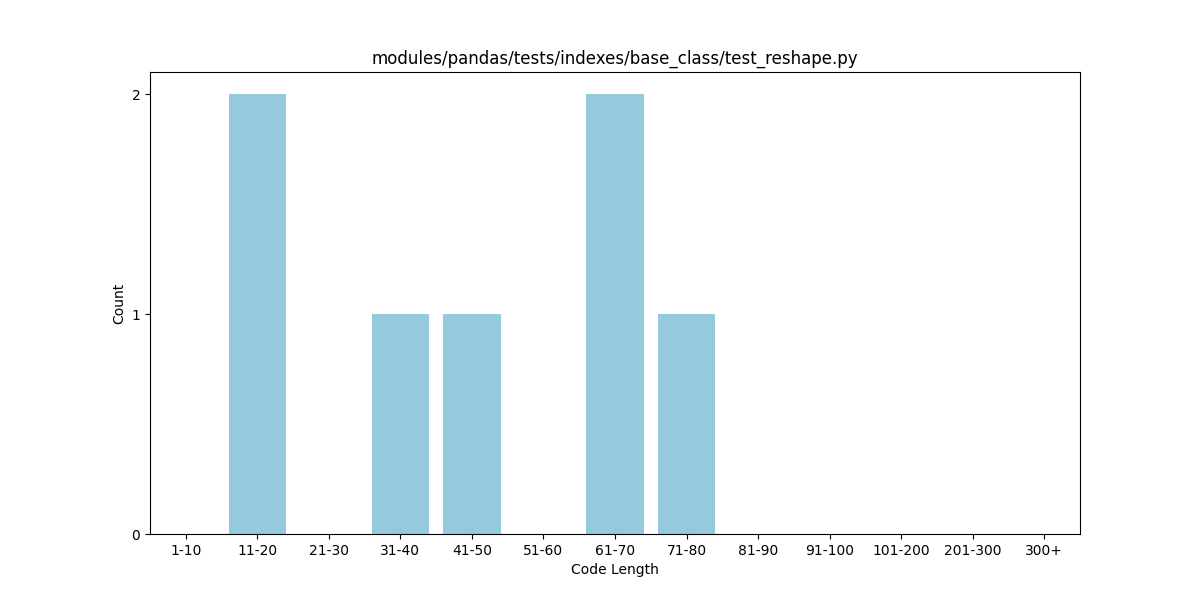 modules/pandas/tests/indexes/base_class/test_reshape.py
2
1
0
Count
1-10 11-20 21-30 31-40 41-50 51-60 61-70 71-80 81-90 91-100 101-200 201-300 300+
Code Length